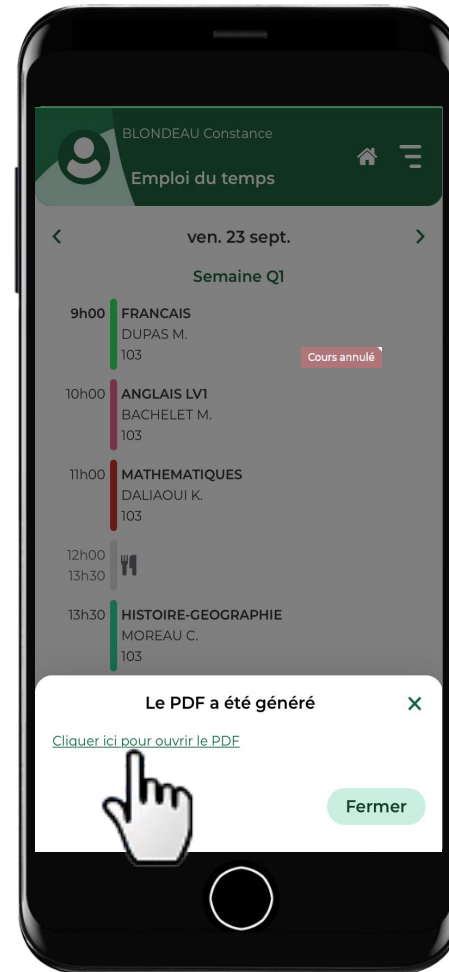 BLONDEAU Constance
Emploi du temps
ven. 23 sept.
Semaine Q1
9h00 FRANCAIS
DUPAS M.
103
Cours annulé
10h00 ANGLAIS LV1
BACHELET M.
103
11h00 MATHEMATIQUES
DALIAOUI K.
103
12h00
13h30
13h30 HISTOIRE-GEOGRAPHIE
MOREAU C.
103
Le PDF a été généré
Cliquer ici pour ouvrir le PDF
Fermer